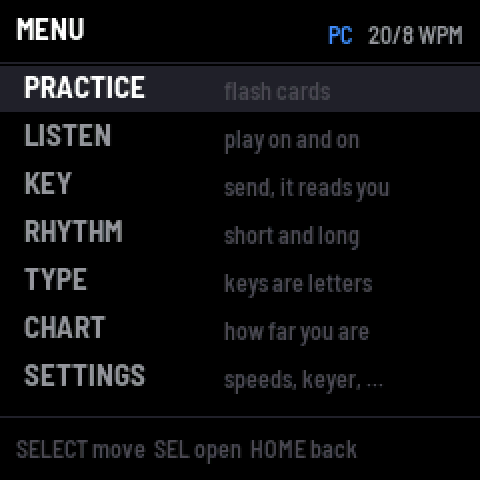 MENU PC 20/8 WPM
PRACTICE flash cards
LISTEN play on and on
KEY send, it reads you
RHYTHM short and long
TYPE keys are letters
CHART how far you are
SETTINGS speeds, keyer, ...
SELECT move SEL open HOME back